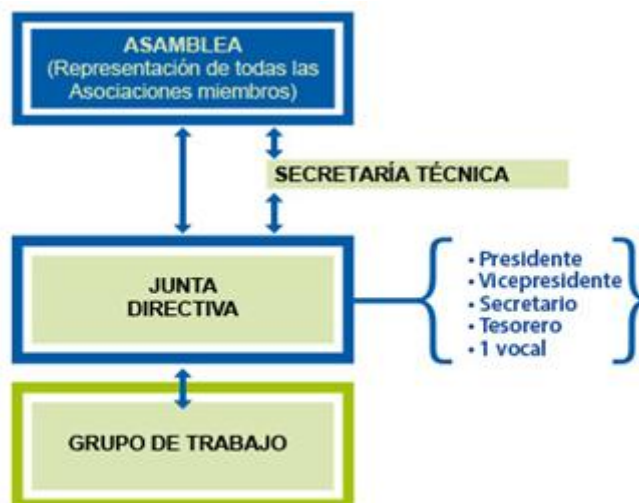 ASAMBLEA
(Representación de todas las
Asociaciones miembros)
SECRETARÍA TÉCNICA
JUNTA
DIRECTIVA
• Presidente
• Vicepresidente
• Secretario
• Tesorero
• 1 vocal
GRUPO DE TRABAJO